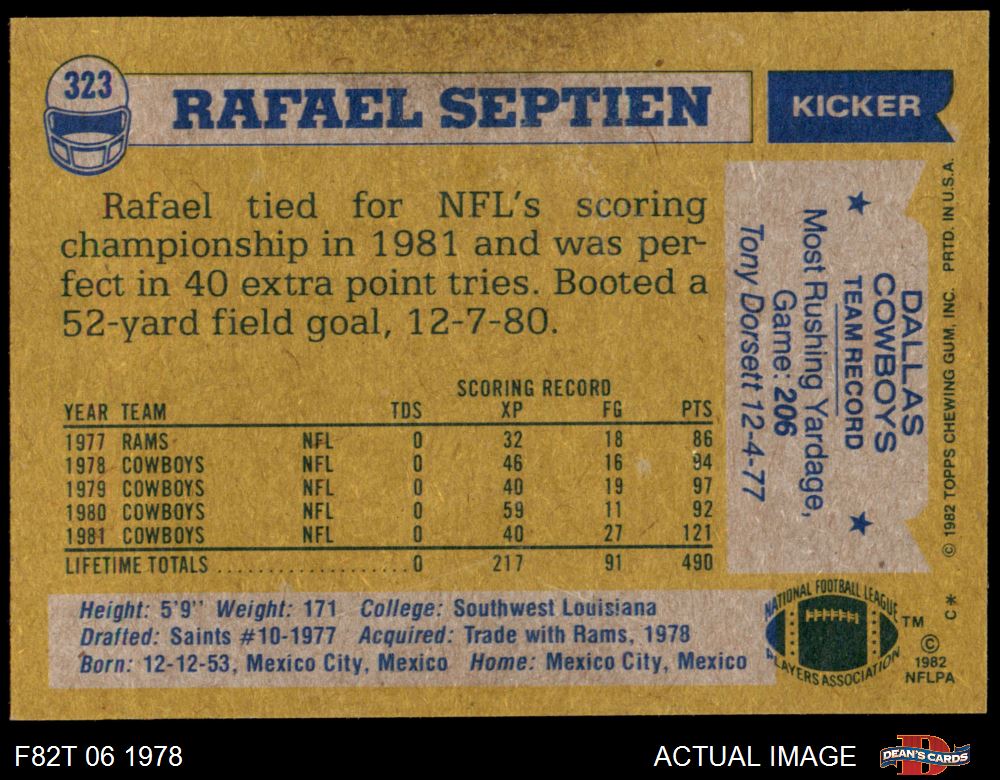 323
RAFAEL SEPTIEN
KICKER
Rafael tied for NFL's scoring
championship in 1981 and was per-
fect in 40 extra point tries. Booted a
52-yard field goal, 12-7-80.
SCORING RECORD
YEAR TEAM TDS XP FG PTS
1977 RAMS NFL 0 32 18 86
1978 COWBOYS NFL 0 46 16 94
1979 COWBOYS NFL 0 40 19 97
1980 COWBOYS NFL 0 59 11 92
1981 COWBOYS NFL 0 40 27 121
LIFETIME TOTALS ..................0 217 91 490
Height: 5'9" Weight: 171 College: Southwest Louisiana
Drafted: Saints #10-1977 Acquired: Trade with Rams, 1978
Born: 12-12-53, Mexico City, Mexico Home: Mexico City, Mexico
DALLAS
COWBOYS
TEAM RECORD
★ Most Rushing Yardage, ★
Game: 206
Tony Dorsett 12-4-77
© 1982 TOPPS CHEWING GUM, INC. PRTD. IN U.S.A.
C*
NATIONAL FOOTBALL LEAGUE
PLAYERS ASSOCIATION
TM
©
1982
NFLPA
F82T 06 1978
ACTUAL IMAGE
D
DEAN'S CARDS